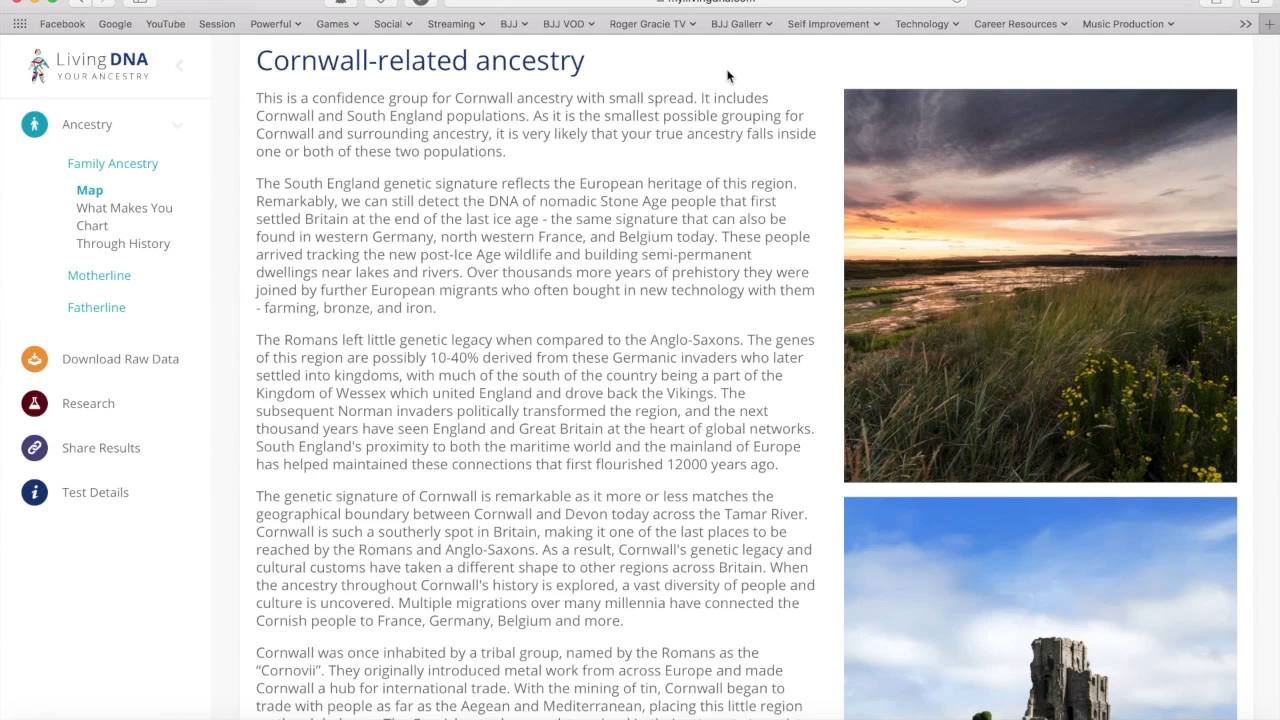 mylivingdna.com
Facebook Google YouTube Session Powerful Games Social Streaming BJJ BJJ VOD Roger Gracie TV BJJ Gallerr Self Improvement Technology Career Resources Music Production
Living DNA
YOUR ANCESTRY
Ancestry
Family Ancestry
Map
What Makes You
Chart
Through History
Motherline
Fatherline
Download Raw Data
Research
Share Results
Test Details
Cornwall-related ancestry
This is a confidence group for Cornwall ancestry with small spread. It includes
Cornwall and South England populations. As it is the smallest possible grouping for
Cornwall and surrounding ancestry, it is very likely that your true ancestry falls inside
one or both of these two populations.
The South England genetic signature reflects the European heritage of this region.
Remarkably, we can still detect the DNA of nomadic Stone Age people that first
settled Britain at the end of the last ice age - the same signature that can also be
found in western Germany, north western France, and Belgium today. These people
arrived tracking the new post-Ice Age wildlife and building semi-permanent
dwellings near lakes and rivers. Over thousands more years of prehistory they were
joined by further European migrants who often bought in new technology with them
- farming, bronze, and iron.
The Romans left little genetic legacy when compared to the Anglo-Saxons. The genes
of this region are possibly 10-40% derived from these Germanic invaders who later
settled into kingdoms, with much of the south of the country being a part of the
Kingdom of Wessex which united England and drove back the Vikings. The
subsequent Norman invaders politically transformed the region, and the next
thousand years have seen England and Great Britain at the heart of global networks.
South England's proximity to both the maritime world and the mainland of Europe
has helped maintained these connections that first flourished 12000 years ago.
The genetic signature of Cornwall is remarkable as it more or less matches the
geographical boundary between Cornwall and Devon today across the Tamar River.
Cornwall is such a southerly spot in Britain, making it one of the last places to be
reached by the Romans and Anglo-Saxons. As a result, Cornwall's genetic legacy and
cultural customs have taken a different shape to other regions across Britain. When
the ancestry throughout Cornwall's history is explored, a vast diversity of people and
culture is uncovered. Multiple migrations over many millennia have connected the
Cornish people to France, Germany, Belgium and more.
Cornwall was once inhabited by a tribal group, named by the Romans as the
“Cornovii”. They originally introduced metal work from across Europe and made
Cornwall a hub for international trade. With the mining of tin, Cornwall began to
trade with people as far as the Aegean and Mediterranean, placing this little region